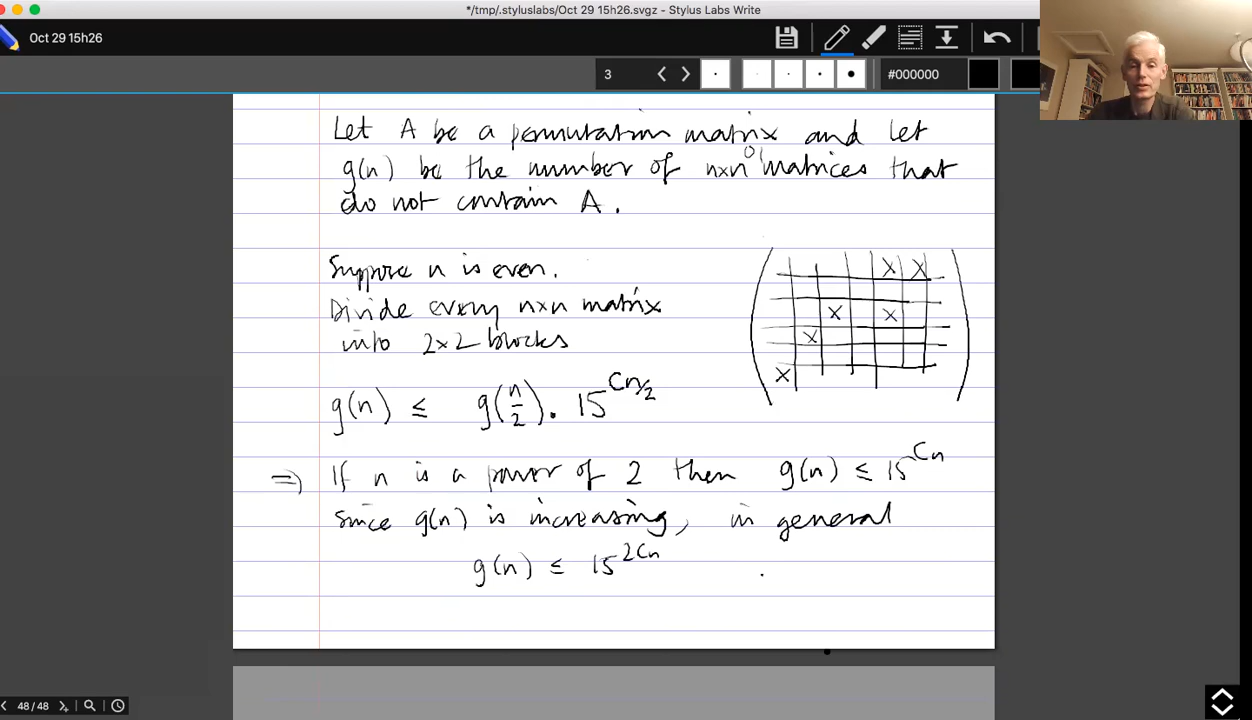 */tmp/.styluslabs/Oct 29 15h26.svgz - Stylus Labs Write
Oct 29 15h26
3
#000000
Let A be a permutation matrix and let
g(n) be the number of n×n 01 matrices that
do not contain A.
Suppose n is even.
Divide every n×n matrix
into 2×2 blocks
X X
X X
X
X
g(n) ≤ g(n/2). 15^(Cn/2)
⇒ If n is a power of 2 then g(n) ≤ 15^(Cn)
Since g(n) is increasing, in general
g(n) ≤ 15^(2Cn)
48/48